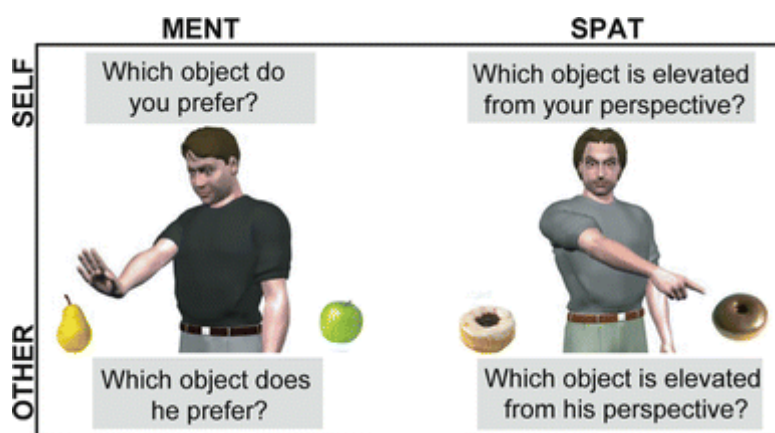 MENT
SPAT
SELF
Which object do
you prefer?
Which object is elevated
from your perspective?
OTHER
Which object does
he prefer?
Which object is elevated
from his perspective?